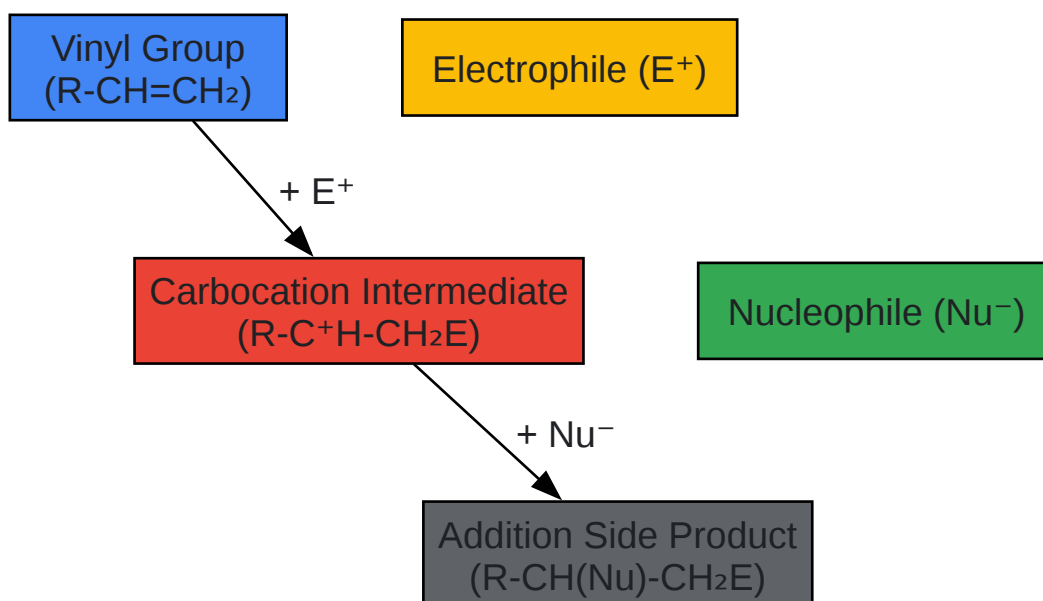 Vinyl Group
(R-CH=CH₂)
Electrophile (E⁺)
+ E⁺
Carbocation Intermediate
(R-C⁺H-CH₂E)
Nucleophile (Nu⁻)
+ Nu⁻
Addition Side Product
(R-CH(Nu)-CH₂E)